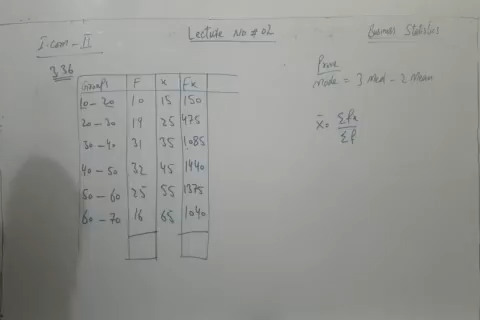 Lecture No # 02
Business Statistics
I.com - II
3.36
Groups F x Fx
10-20 10 15 150
20-30 19 25 475
30-40 31 35 1085
40-50 32 45 1440
50-60 25 55 1375
60-70 16 65 1040
Prove
Mode = 3 Med - 2 Mean
x̄ = Σfx / Σf